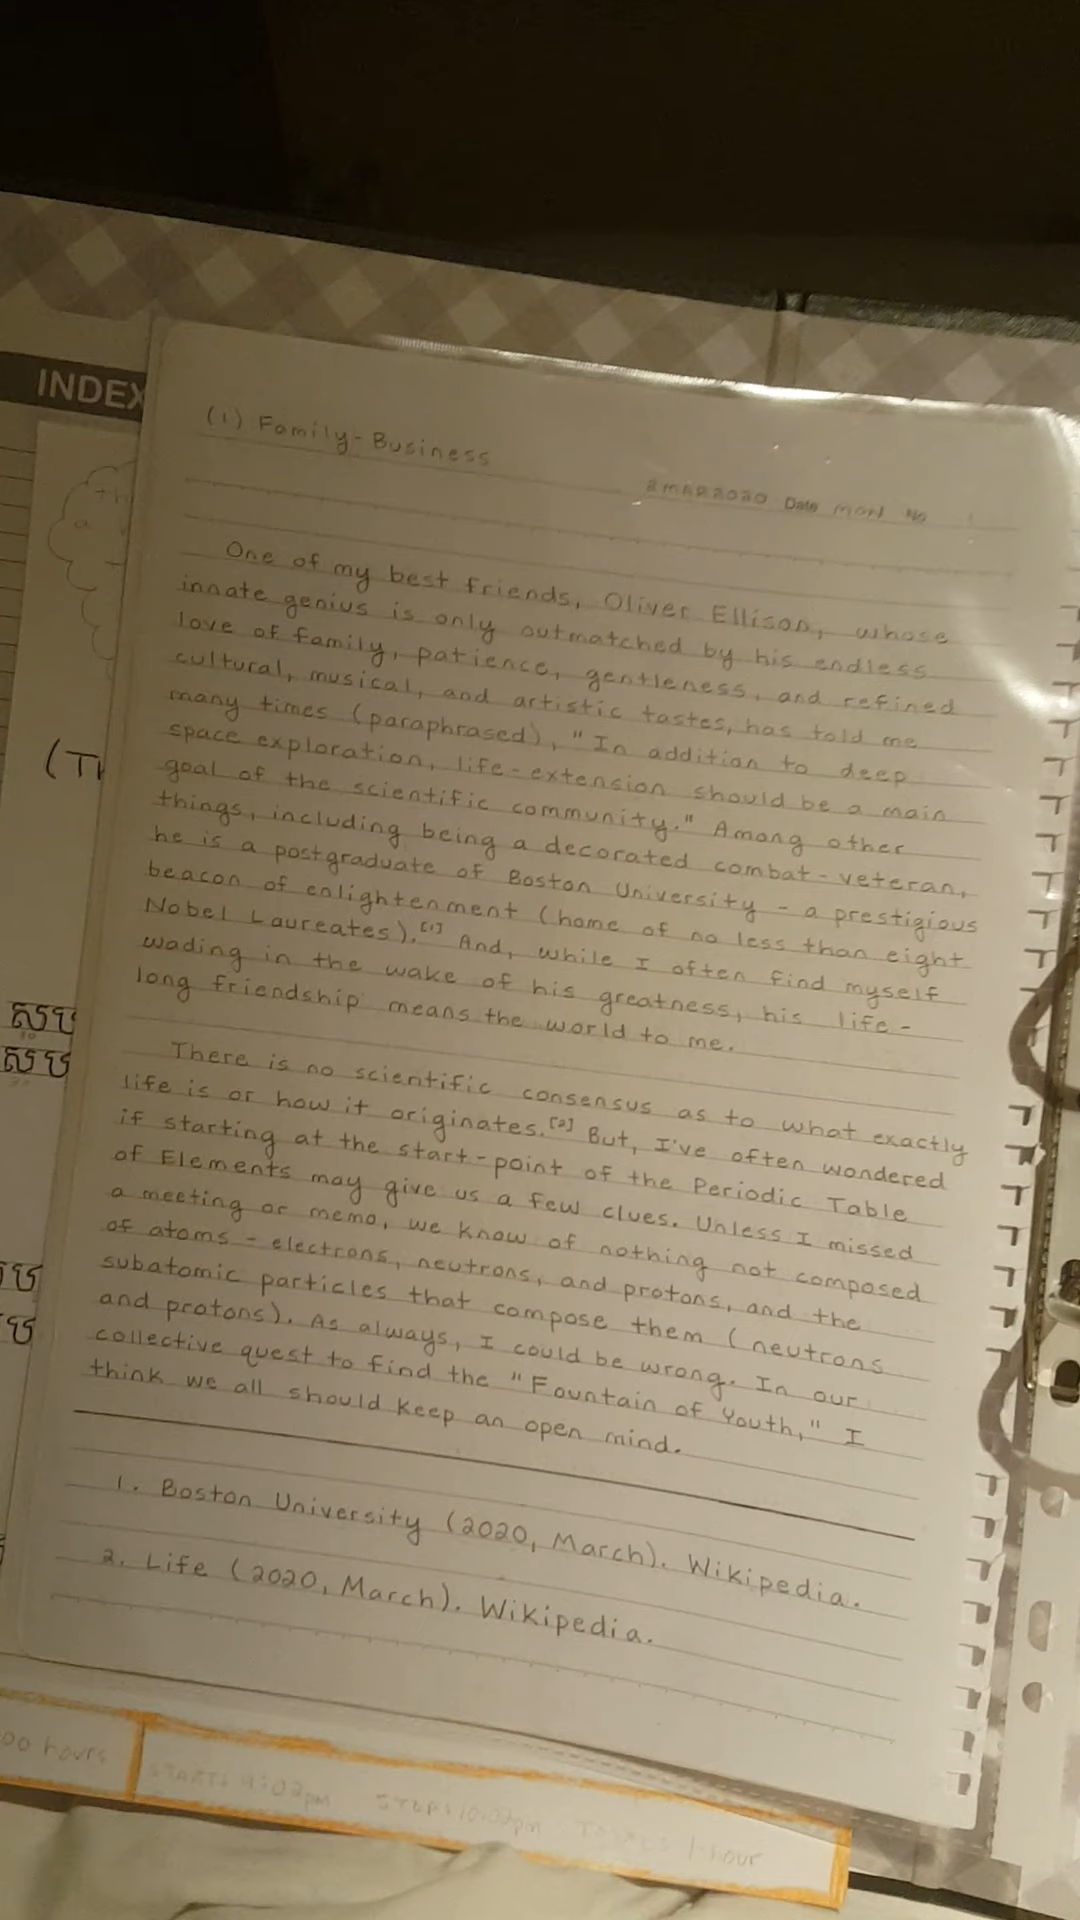 INDEX
(1) Family-Business
2MAR2020 Date MON No
One of my best friends, Oliver Ellison, whose
innate genius is only outmatched by his endless
love of family, patience, gentleness, and refined
cultural, musical, and artistic tastes, has told me
many times (paraphrased), "In addition to deep
space exploration, life-extension should be a main
goal of the scientific community." Among other
things, including being a decorated combat-veteran,
he is a postgraduate of Boston University - a prestigious
beacon of enlightenment (home of no less than eight
Nobel Laureates).[1] And, while I often find myself
wading in the wake of his greatness, his life-
long friendship means the world to me.
There is no scientific consensus as to what exactly
life is or how it originates.[2] But, I've often wondered
if starting at the start-point of the Periodic Table
of Elements may give us a few clues. Unless I missed
a meeting or memo, we know of nothing not composed
of atoms - electrons, neutrons, and protons, and the
subatomic particles that compose them (neutrons
and protons). As always, I could be wrong. In our
collective quest to find the "Fountain of Youth," I
think we all should keep an open mind.
1. Boston University (2020, March). Wikipedia.
2. Life (2020, March). Wikipedia.
(Th
សប
សប
00 hours
START: 9:02pm STOP: 10:02pm TOTAL: 1 hour